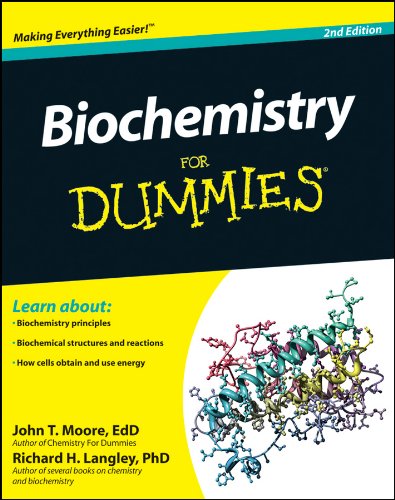 Making Everything Easier!™
2nd Edition
Biochemistry
FOR
DUMMIES®
Learn about:
• Biochemistry principles
• Biochemical structures and reactions
• How cells obtain and use energy
John T. Moore, EdD
Author of Chemistry For Dummies
Richard H. Langley, PhD
Author of several books on chemistry
and biochemistry